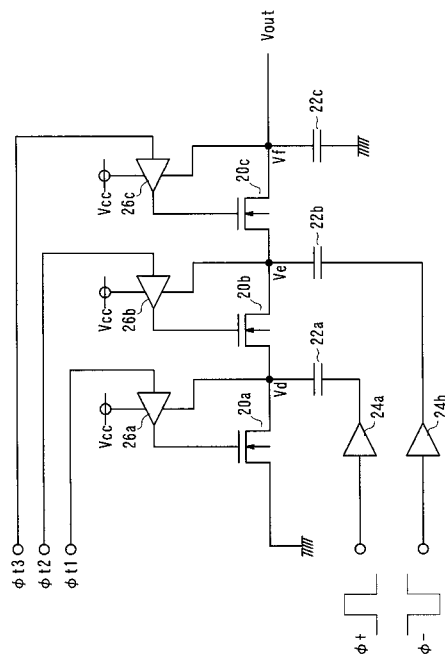 Vout
φt3
φt2
φt1
Vcc
26a
Vcc
26b
Vcc
26c
20a
20b
20c
Vd
Ve
Vf
22a
22b
22c
24a
24b
φ+
φ-